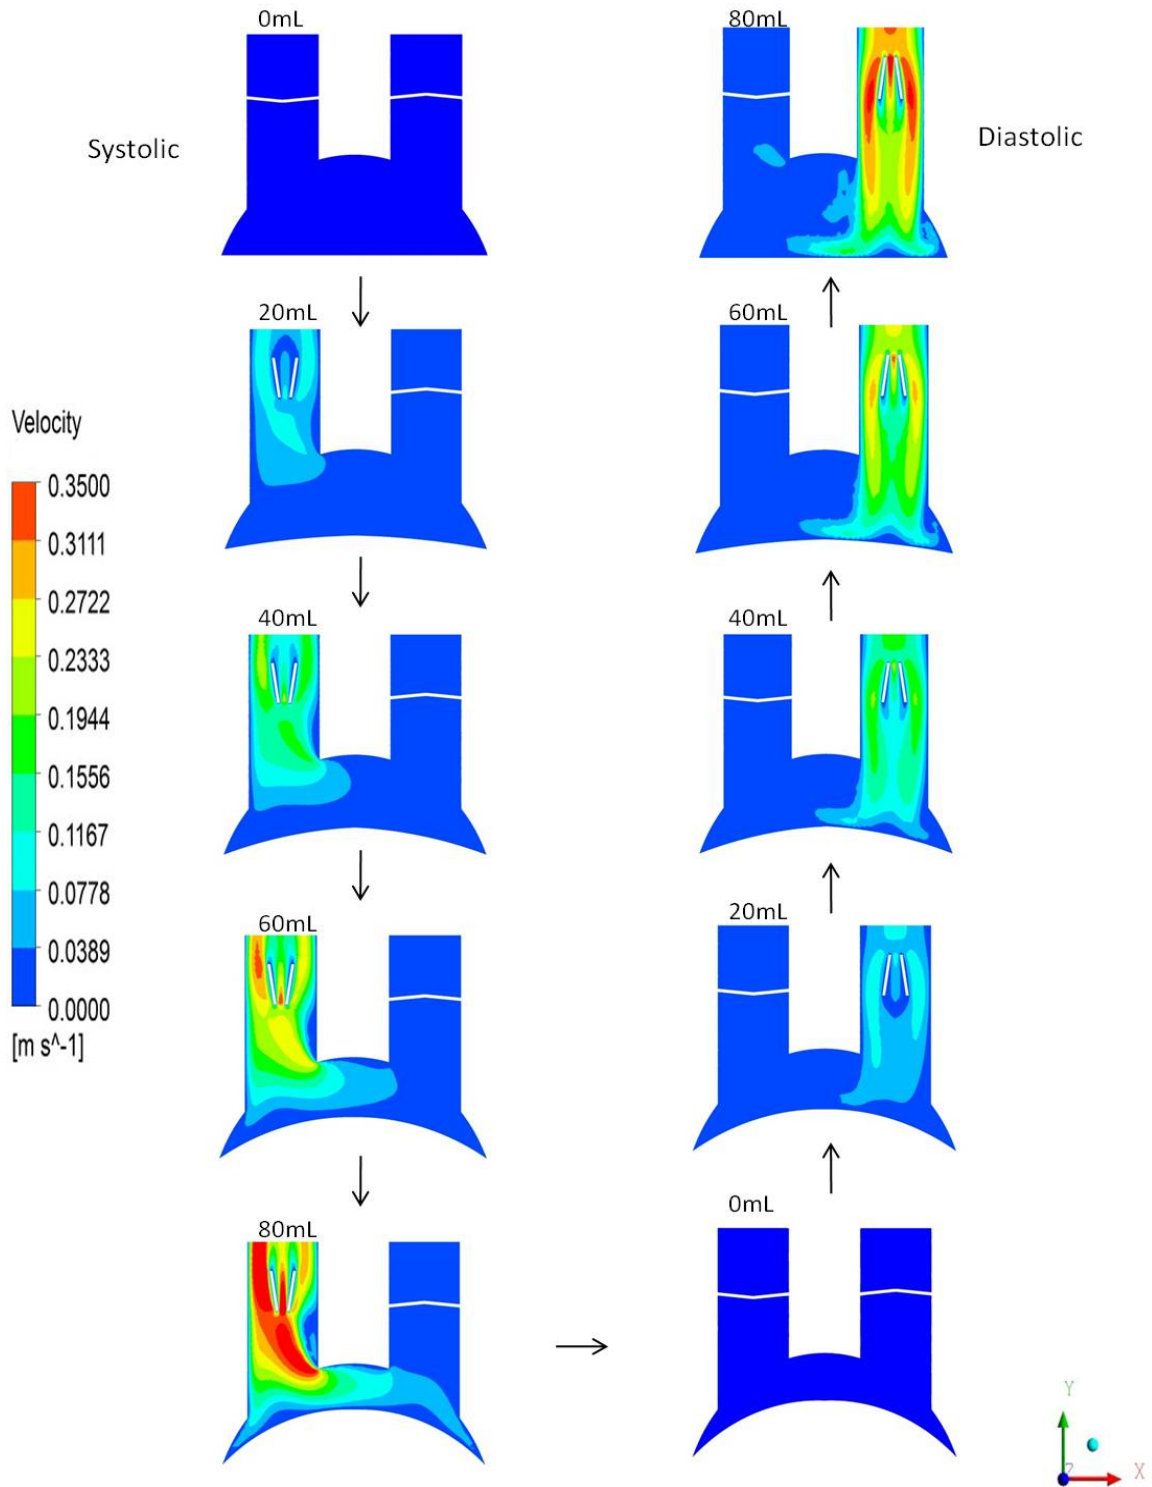 0mL
80mL
Systolic
Diastolic
20mL
60mL
Velocity
0.3500
0.3111
0.2722
0.2333
0.1944
0.1556
0.1167
0.0778
0.0389
0.0000
[m s^-1]
40mL
40mL
60mL
20mL
80mL
0mL
Y
Z
X